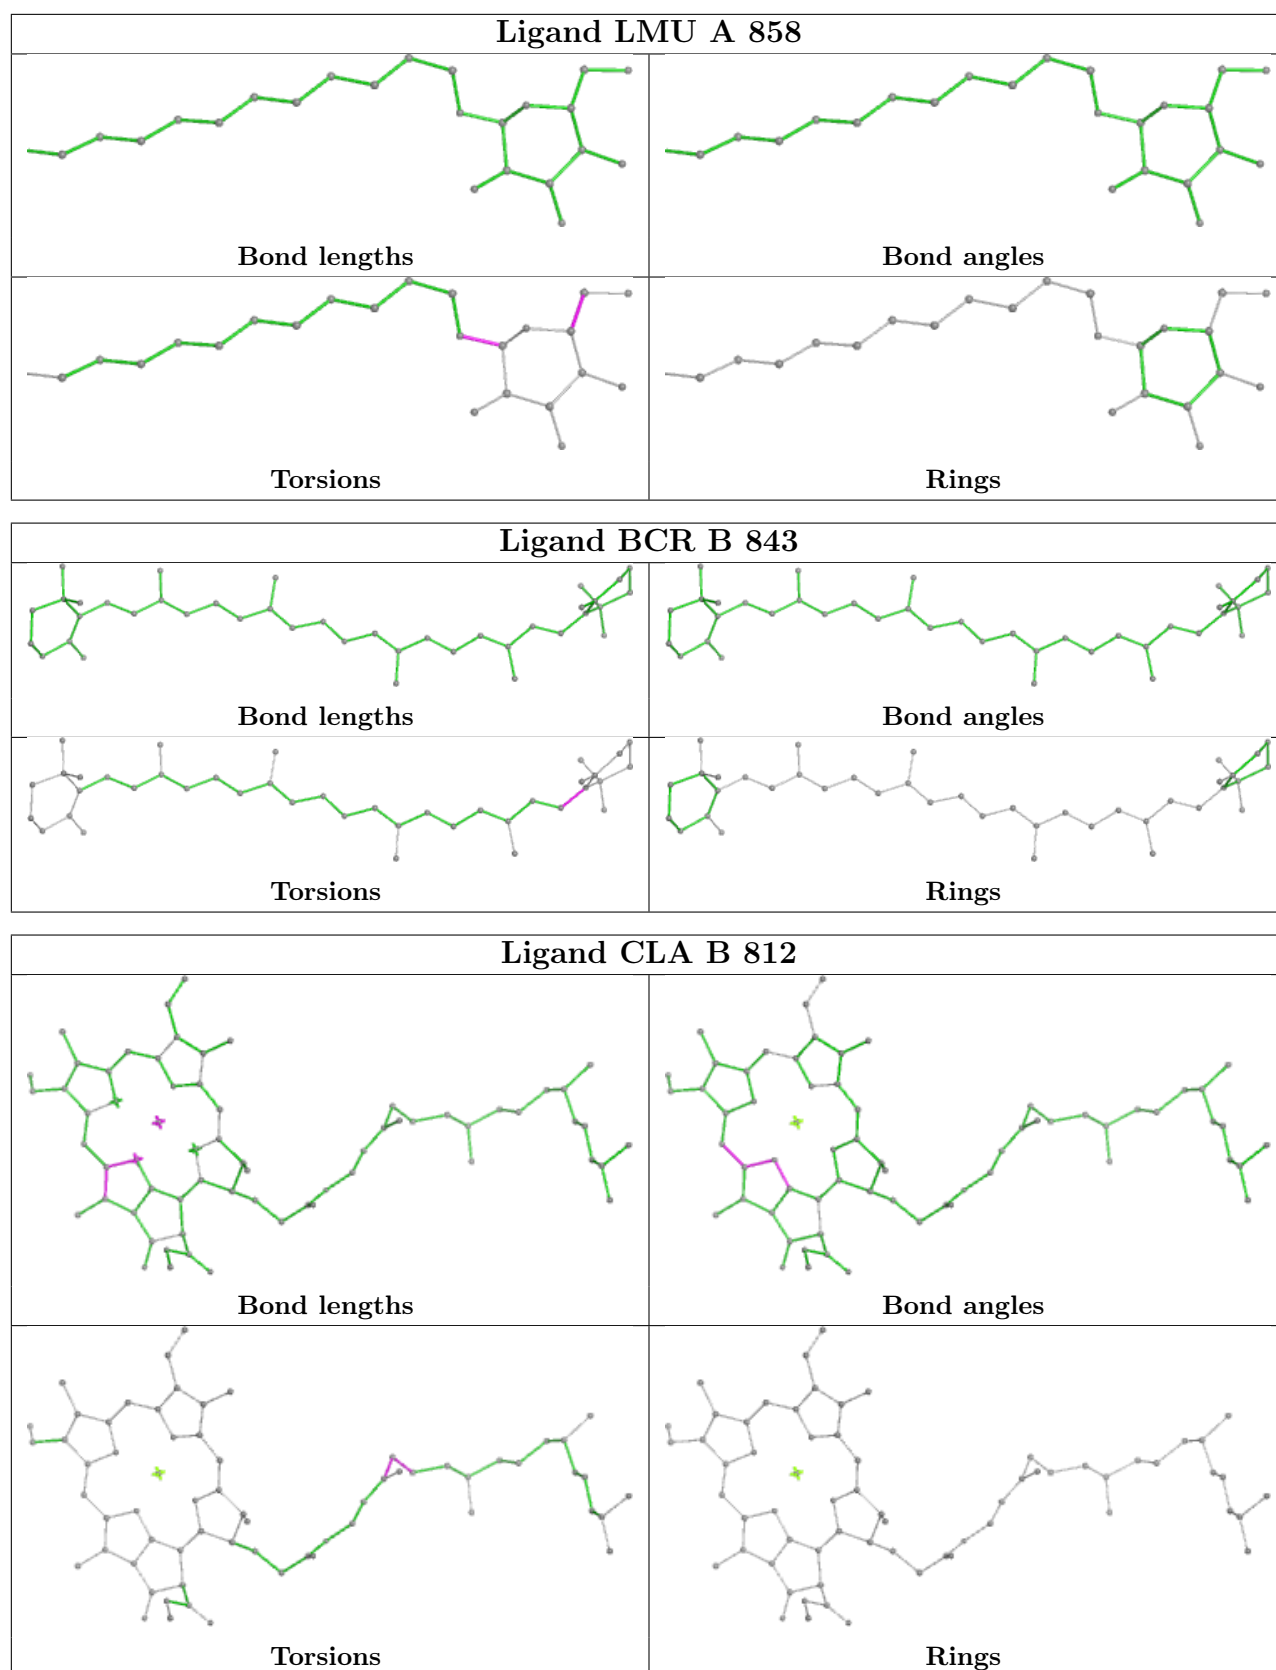 Ligand LMU A 858
Bond lengths
Bond angles
Torsions
Rings
Ligand BCR B 843
Bond lengths
Bond angles
Torsions
Rings
Ligand CLA B 812
Bond lengths
Bond angles
Torsions
Rings